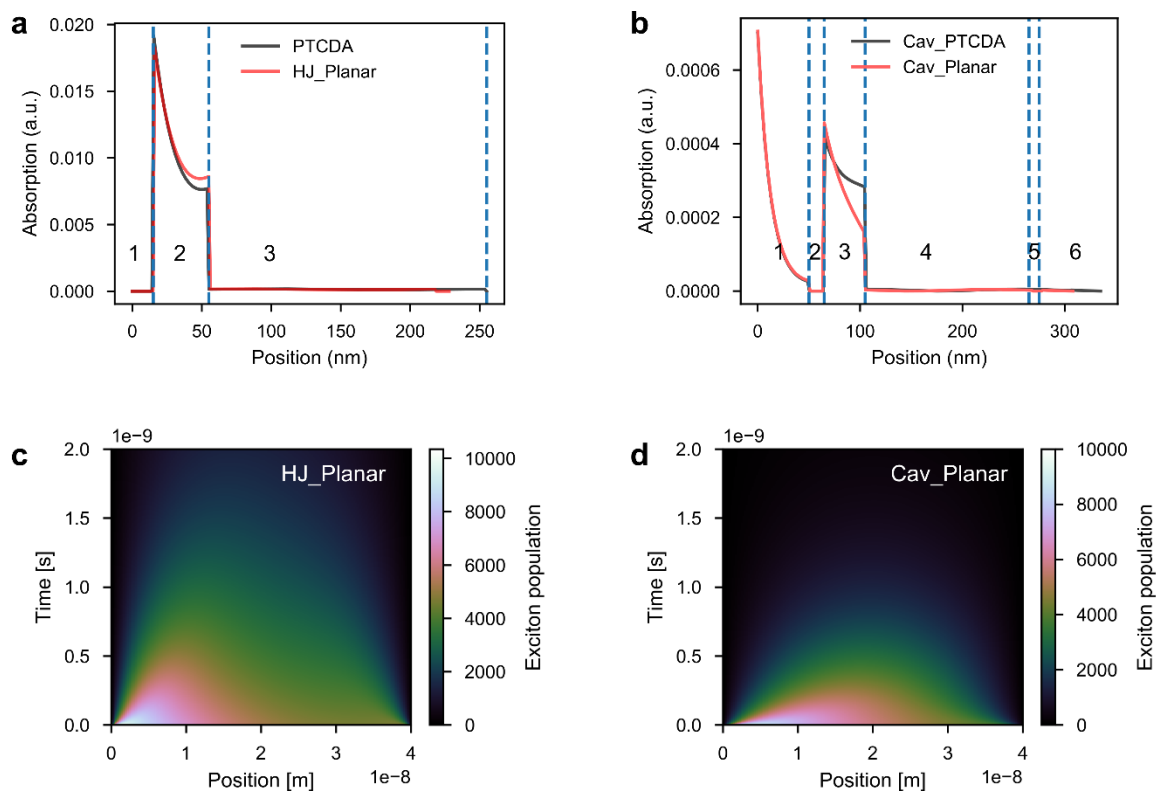 a
0.020
0.015
0.010
0.005
0.000
Absorption (a.u.)
PTCDA
HJ_Planar
1
2
3
0
50
100
150
200
250
Position (nm)
b
0.0006
0.0004
0.0002
0.0000
Absorption (a.u.)
Cav_PTCDA
Cav_Planar
1
2
3
4
5
6
0
100
200
300
Position (nm)
c
1e−9
2.0
1.5
1.0
0.5
0.0
Time [s]
HJ_Planar
0
1
2
3
4
1e−8
Position [m]
10000
8000
6000
4000
2000
0
Exciton population
d
1e−9
2.0
1.5
1.0
0.5
0.0
Time [s]
Cav_Planar
0
1
2
3
4
1e−8
Position [m]
10000
8000
6000
4000
2000
0
Exciton population